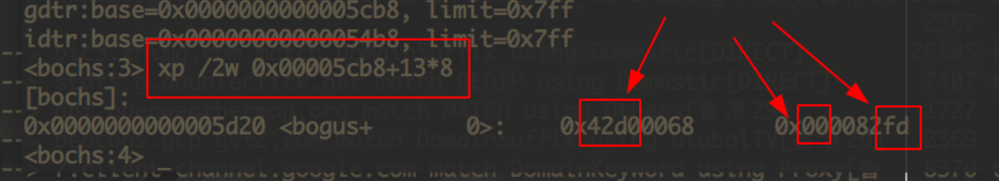 gdtr:base=0x0000000000005cb8, limit=0x7ff
idtr:base=0x00000000000054b8, limit=0x7ff
<bochs:3> xp /2w 0x00005cb8+13*8
[bochs]:
0x0000000000005d20 <bogus+       0>:    0x42d00068      0x000082fd
<bochs:4>